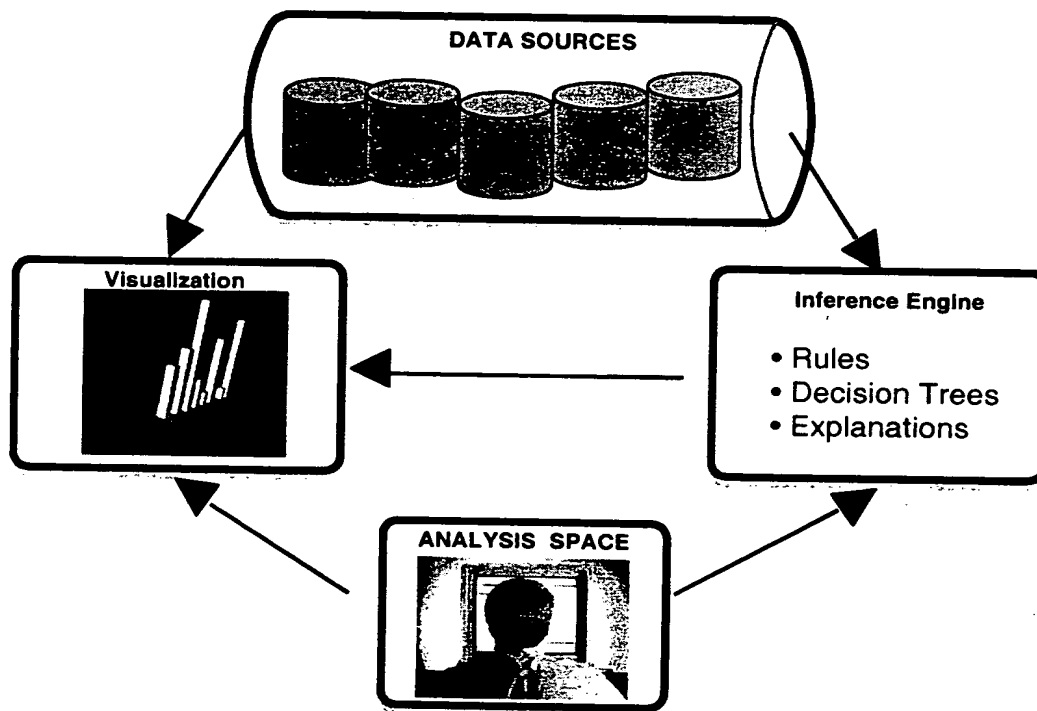 DATA SOURCES
Visualization
Inference Engine
• Rules
• Decision Trees
• Explanations
ANALYSIS SPACE